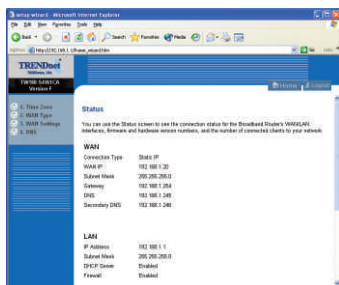 setup wizard - Microsoft Internet Explorer
File Edit View Favorites Tools Help
Back Search Favorites Media
TRENDnet
Version F
Home Logout
1. Time Zone
2. WAN Type
3. WAN Settings
4. DNS
Status
You can use the Status screen to see the connection status for the Broadband Router's WAN/LAN
interfaces, firmware and hardware version numbers, and the number of connected clients to your network.
WAN
Connection Type Static IP
WAN IP 192.168.1.20
Subnet Mask 255.255.255.0
Gateway 192.168.1.254
DNS 192.168.1.245
Secondary DNS 192.168.1.246
LAN
IP Address 192.168.1.1
Subnet Mask 255.255.255.0
DHCP Server Enabled
Firewall Enabled